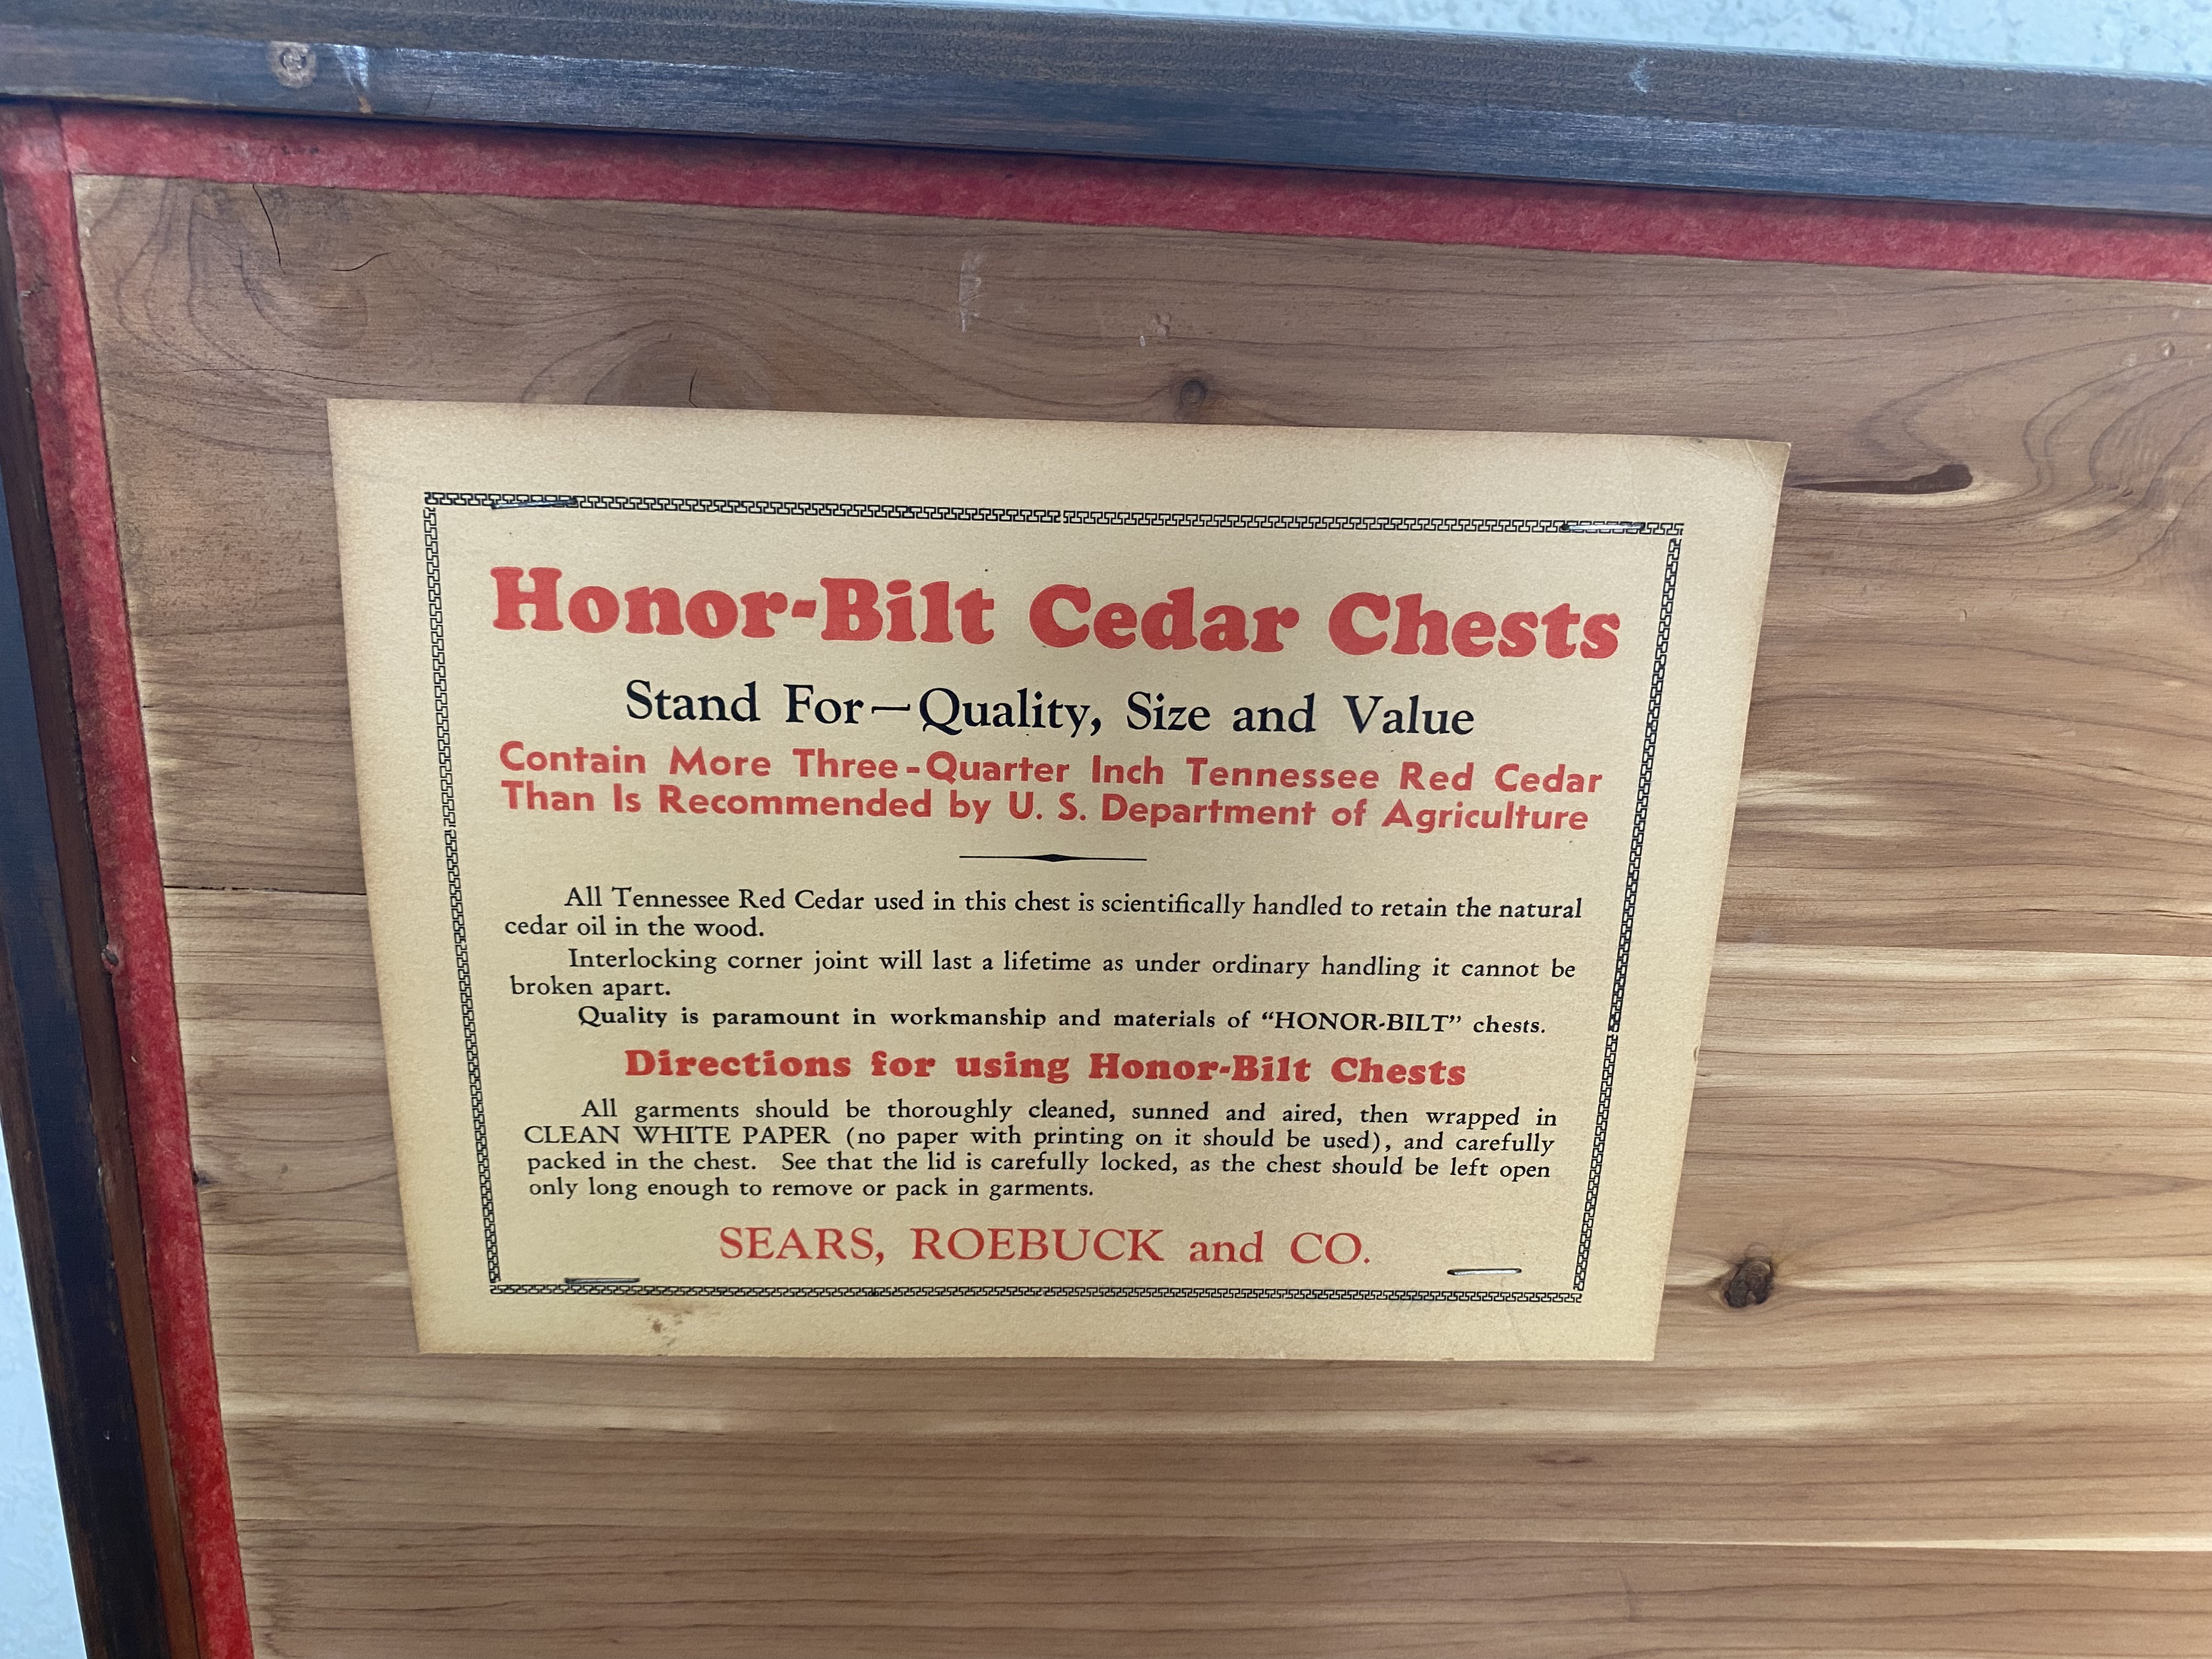 Honor-Bilt Cedar Chests
Stand For—Quality, Size and Value
Contain More Three-Quarter Inch Tennessee Red Cedar
Than Is Recommended by U. S. Department of Agriculture
All Tennessee Red Cedar used in this chest is scientifically handled to retain the natural
cedar oil in the wood.
Interlocking corner joint will last a lifetime as under ordinary handling it cannot be
broken apart.
Quality is paramount in workmanship and materials of “HONOR-BILT” chests.
Directions for using Honor-Bilt Chests
All garments should be thoroughly cleaned, sunned and aired, then wrapped in
CLEAN WHITE PAPER (no paper with printing on it should be used), and carefully
packed in the chest. See that the lid is carefully locked, as the chest should be left open
only long enough to remove or pack in garments.
SEARS, ROEBUCK and CO.